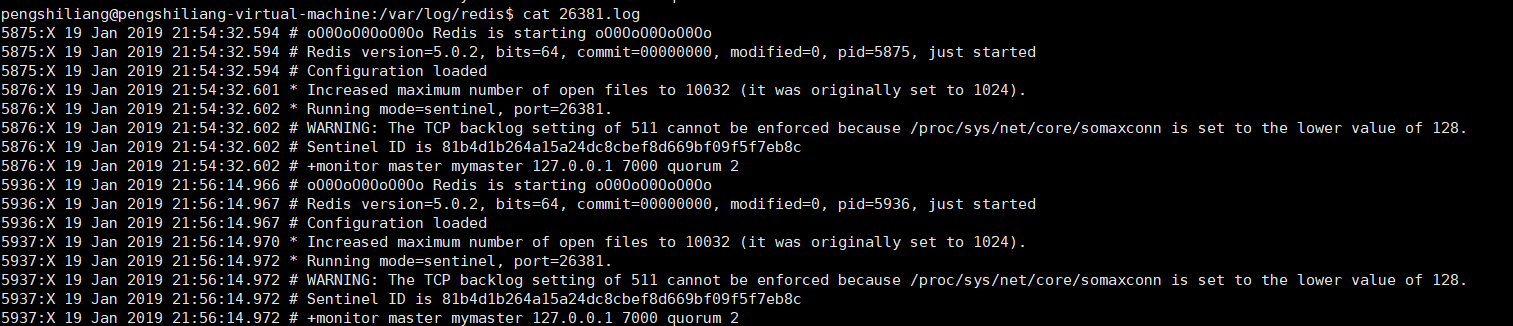 pengshiliang@pengshiliang-virtual-machine:/var/log/redis$ cat 26381.log
5875:X 19 Jan 2019 21:54:32.594 # oO0OoO0OoO0Oo Redis is starting oO0OoO0OoO0Oo
5875:X 19 Jan 2019 21:54:32.594 # Redis version=5.0.2, bits=64, commit=00000000, modified=0, pid=5875, just started
5875:X 19 Jan 2019 21:54:32.594 # Configuration loaded
5876:X 19 Jan 2019 21:54:32.601 * Increased maximum number of open files to 10032 (it was originally set to 1024).
5876:X 19 Jan 2019 21:54:32.602 * Running mode=sentinel, port=26381.
5876:X 19 Jan 2019 21:54:32.602 # WARNING: The TCP backlog setting of 511 cannot be enforced because /proc/sys/net/core/somaxconn is set to the lower value of 128.
5876:X 19 Jan 2019 21:54:32.602 # Sentinel ID is 81b4d1b264a15a24dc8cbef8d669bf09f5f7eb8c
5876:X 19 Jan 2019 21:54:32.602 # +monitor master mymaster 127.0.0.1 7000 quorum 2
5936:X 19 Jan 2019 21:56:14.966 # oO0OoO0OoO0Oo Redis is starting oO0OoO0OoO0Oo
5936:X 19 Jan 2019 21:56:14.967 # Redis version=5.0.2, bits=64, commit=00000000, modified=0, pid=5936, just started
5936:X 19 Jan 2019 21:56:14.967 # Configuration loaded
5937:X 19 Jan 2019 21:56:14.970 * Increased maximum number of open files to 10032 (it was originally set to 1024).
5937:X 19 Jan 2019 21:56:14.972 * Running mode=sentinel, port=26381.
5937:X 19 Jan 2019 21:56:14.972 # WARNING: The TCP backlog setting of 511 cannot be enforced because /proc/sys/net/core/somaxconn is set to the lower value of 128.
5937:X 19 Jan 2019 21:56:14.972 # Sentinel ID is 81b4d1b264a15a24dc8cbef8d669bf09f5f7eb8c
5937:X 19 Jan 2019 21:56:14.972 # +monitor master mymaster 127.0.0.1 7000 quorum 2